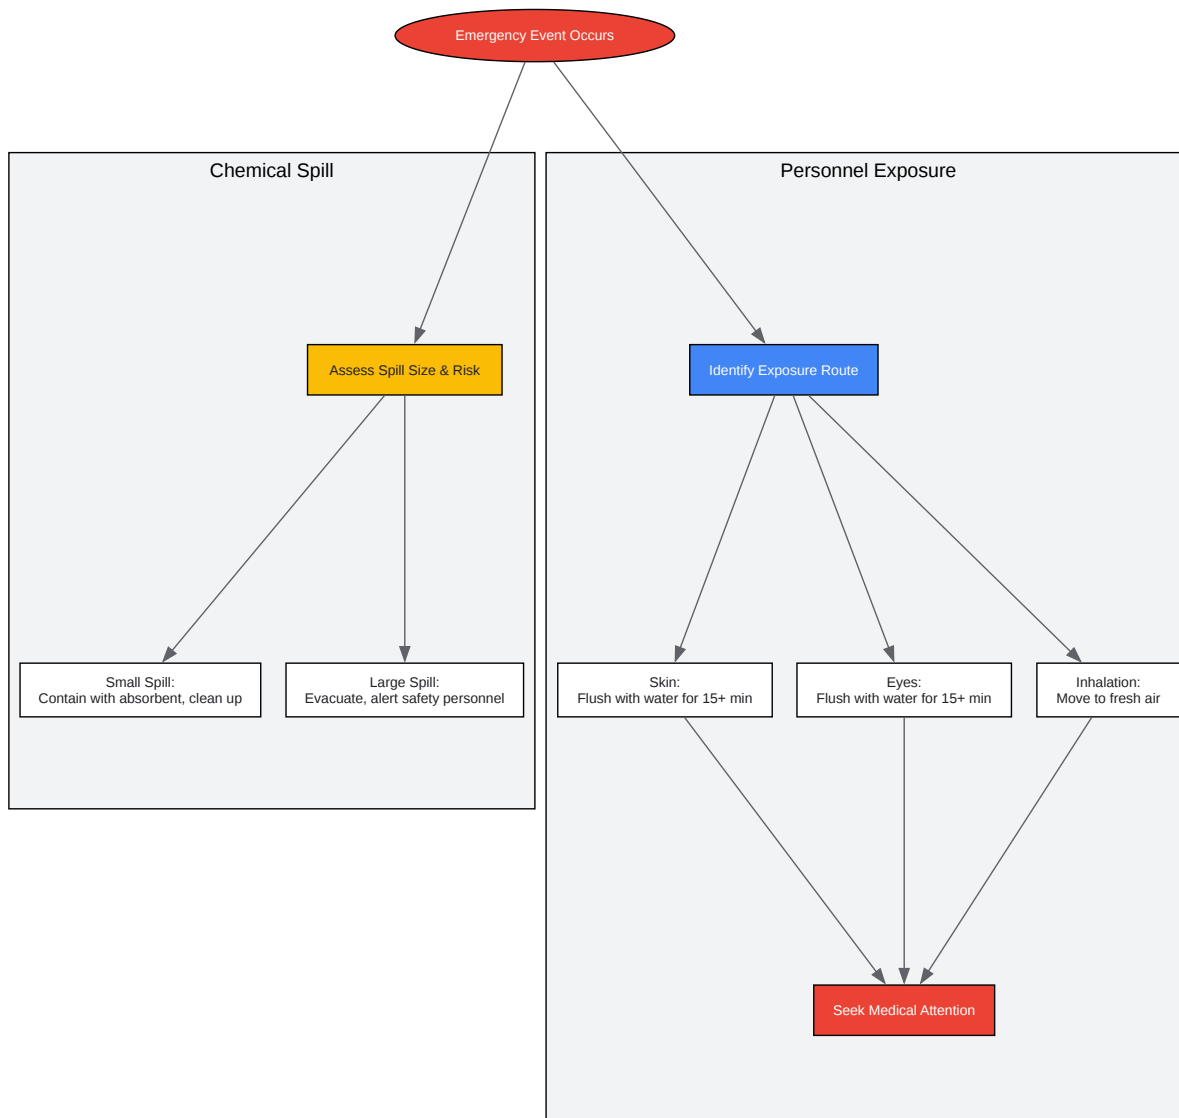 Emergency Event Occurs
Chemical Spill
Personnel Exposure
Assess Spill Size & Risk
Identify Exposure Route
Small Spill:
Contain with absorbent, clean up
Large Spill:
Evacuate, alert safety personnel
Skin:
Flush with water for 15+ min
Eyes:
Flush with water for 15+ min
Inhalation:
Move to fresh air
Seek Medical Attention